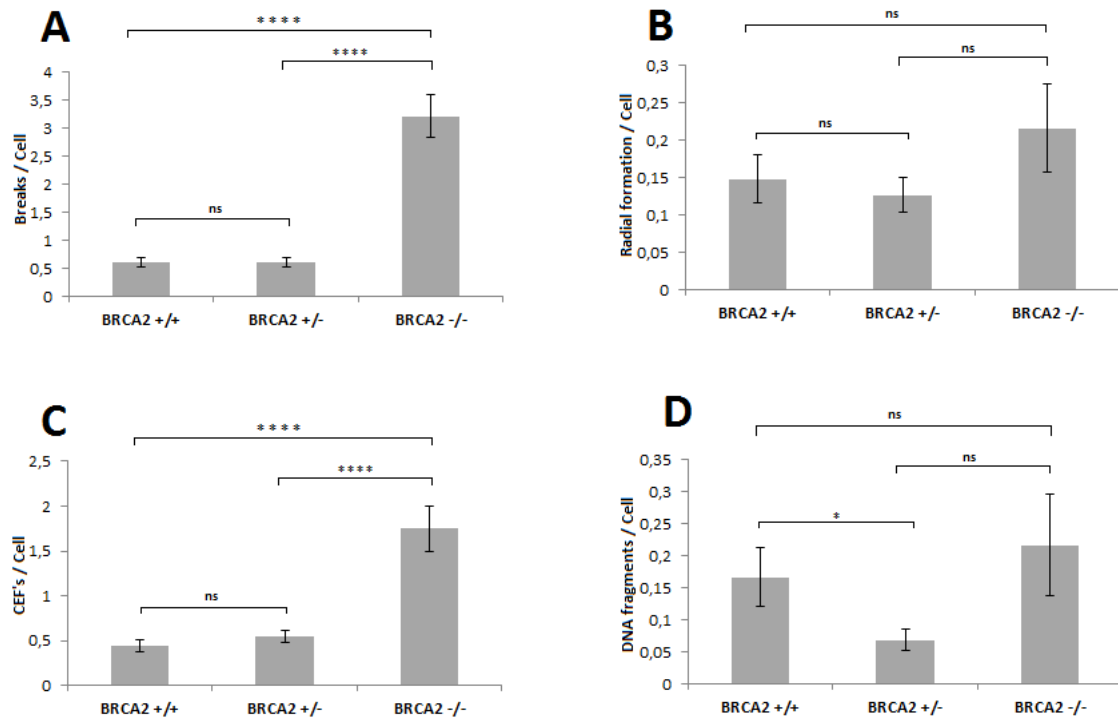 A
****
****
4
3,5
3
2,5
2
1,5
1
0,5
0
Breaks / Cell
ns
BRCA2 +/+ BRCA2 +/- BRCA2 -/-
B
ns
ns
ns
0,3
0,25
0,2
0,15
0,1
0,05
0
Radial formation / Cell
BRCA2 +/+ BRCA2 +/- BRCA2 -/-
C
****
****
ns
2,5
2
1,5
1
0,5
0
CEF's / Cell
BRCA2 +/+ BRCA2 +/- BRCA2 -/-
D
ns
ns
*
0,35
0,3
0,25
0,2
0,15
0,1
0,05
0
DNA fragments / Cell
BRCA2 +/+ BRCA2 +/- BRCA2 -/-